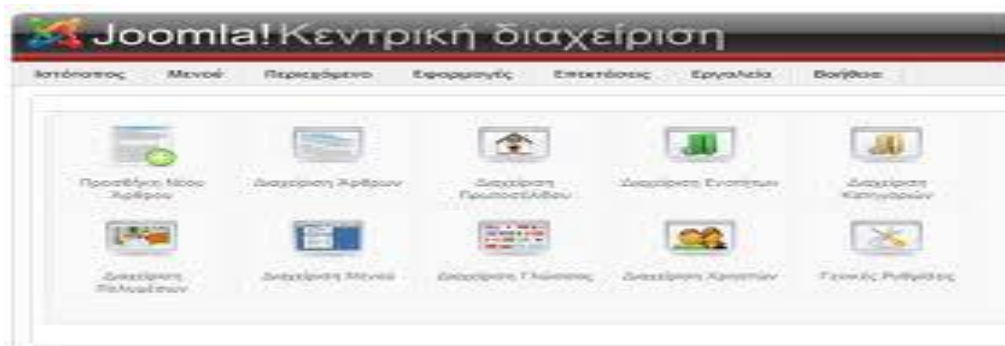 Joomla! Κεντρική διαχείριση
Ιστότοπος Μενού Περιεχόμενο Εφαρμογές Επεκτάσεις Εργαλεία Βοήθεια
Προσθήκη Νέου Άρθρου
Διαχείριση Άρθρων
Διαχείριση Πρωτοσέλιδου
Διαχείριση Ενοτήτων
Διαχείριση Κατηγοριών
Διαχείριση Πολυμέσων
Διαχείριση Μενού
Διαχείριση Γλώσσας
Διαχείριση Χρηστών
Γενικές Ρυθμίσεις